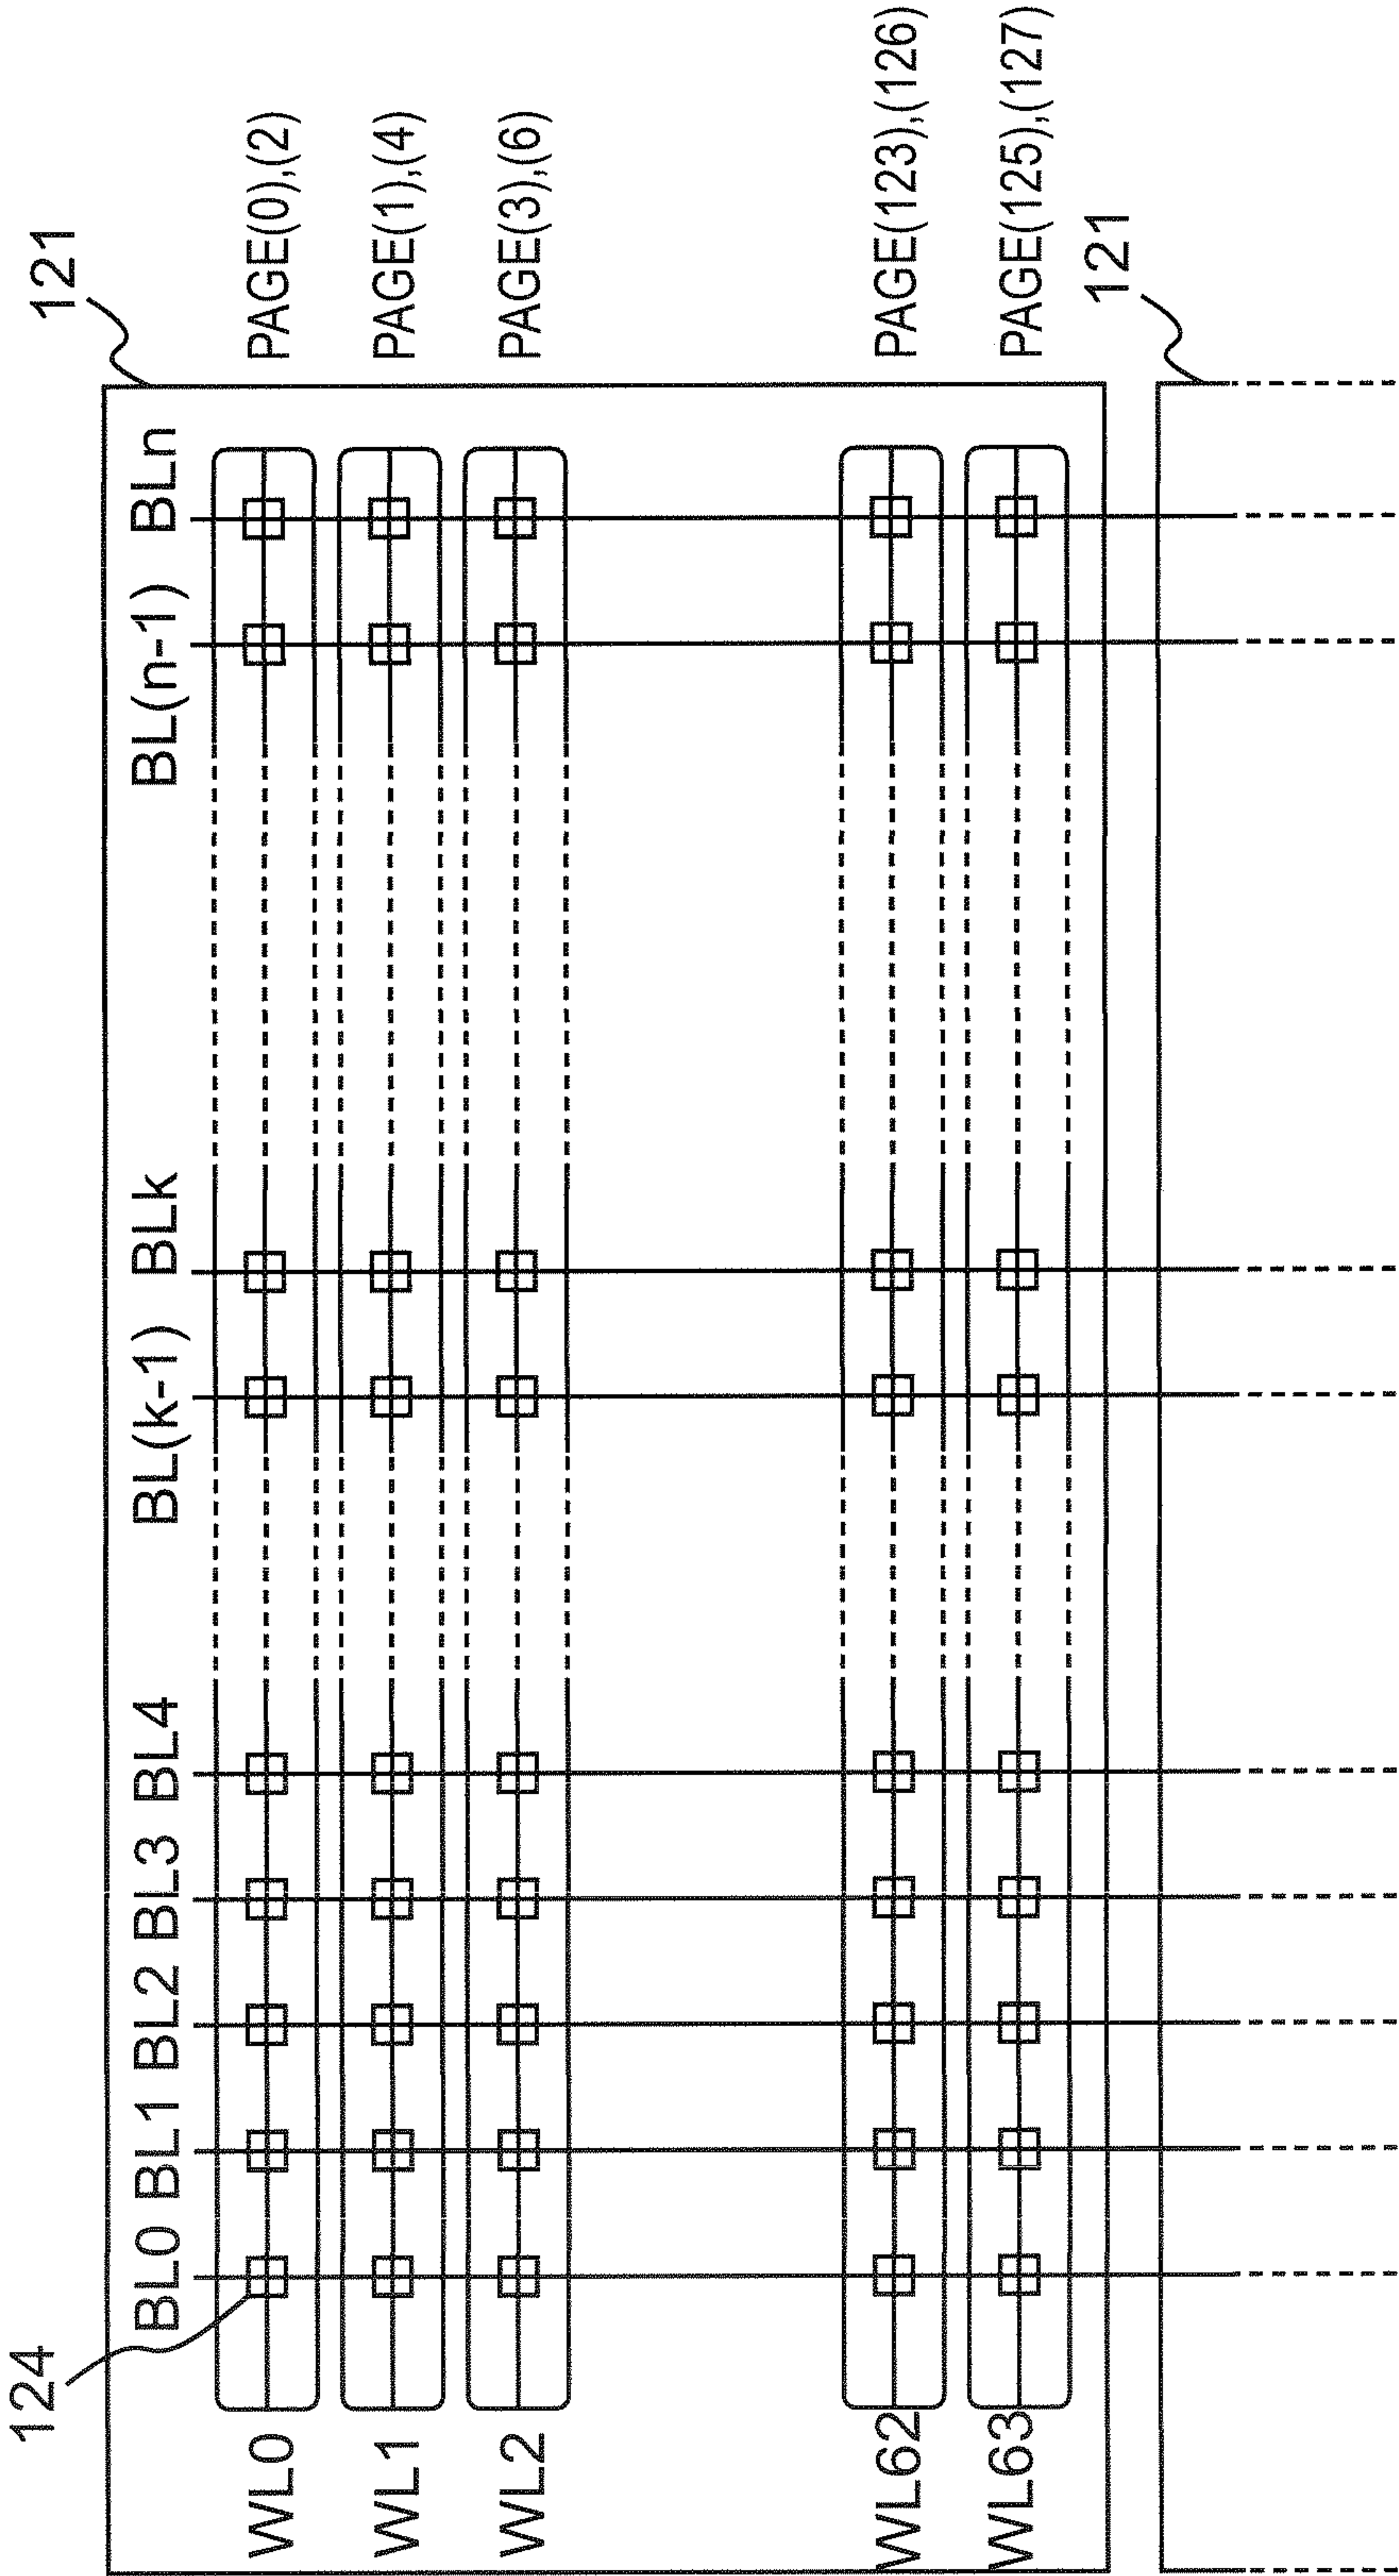 121
124
BL0 BL1 BL2 BL3 BL4 BL(k-1) BLk BL(n-1) BLn
WL0 PAGE(0),(2)
WL1 PAGE(1),(4)
WL2 PAGE(3),(6)
WL62 PAGE(123),(126)
WL63 PAGE(125),(127)
121